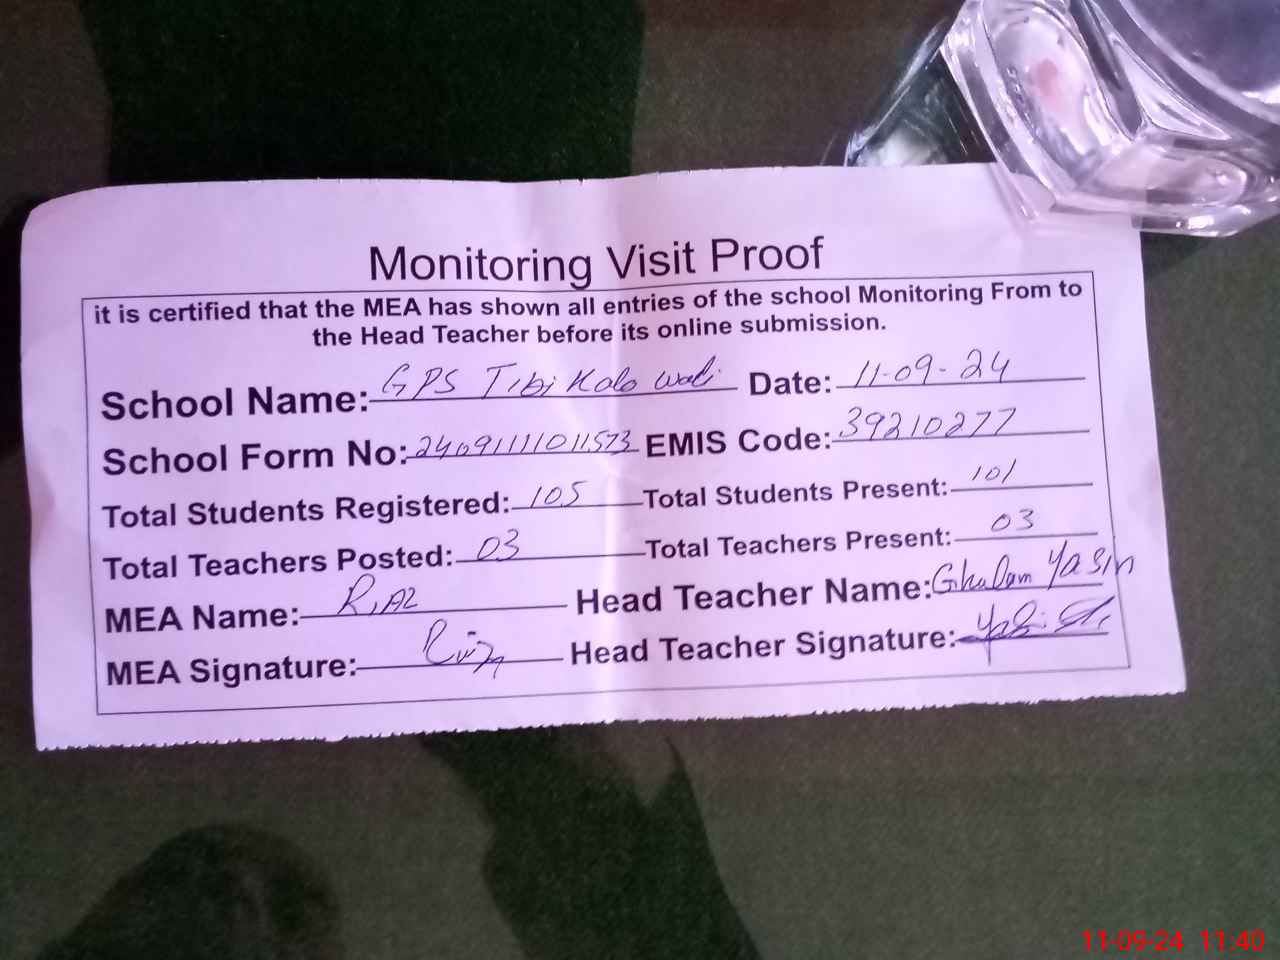 Monitoring Visit Proof
it is certified that the MEA has shown all entries of the school Monitoring From to
the Head Teacher before its online submission.
School Name: GPS Tibi Kalo Wali Date: 11-09-24
School Form No: 24091111011573 EMIS Code: 39210277
Total Students Registered: 105 Total Students Present: 101
Total Teachers Posted: 03 Total Teachers Present: 03
MEA Name: Riaz Head Teacher Name: Ghulam Yasin
MEA Signature: Head Teacher Signature:
11-09-24 11:40